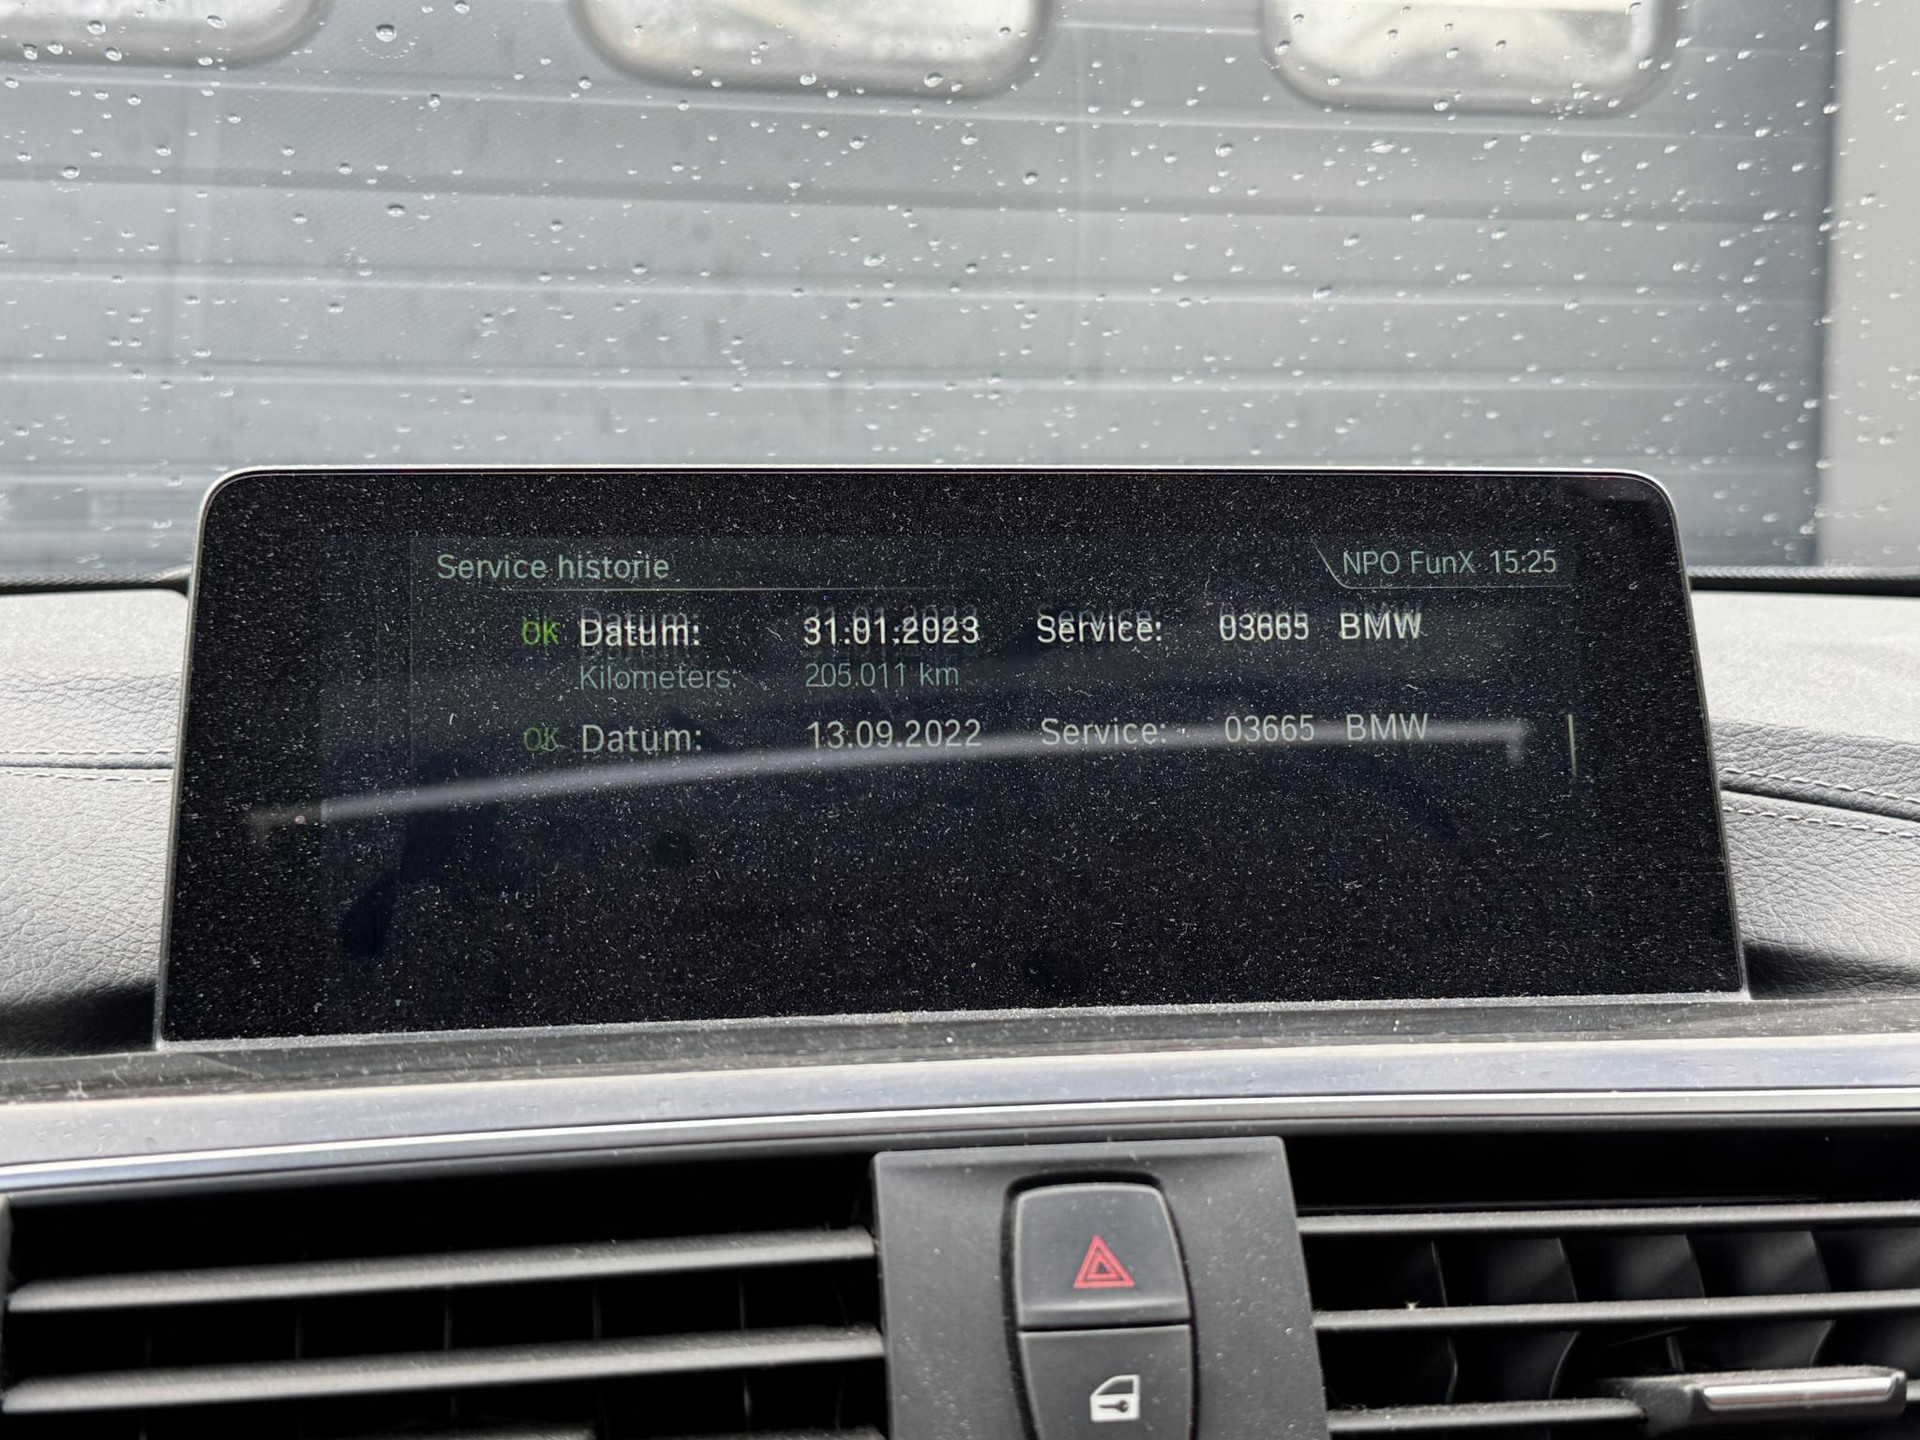 Service historie NPO FunX 15:25
OK Datum: 31.01.2023 Service: 03665 BMW
Kilometers: 205.011 km
OK Datum: 13.09.2022 Service: 03665 BMW